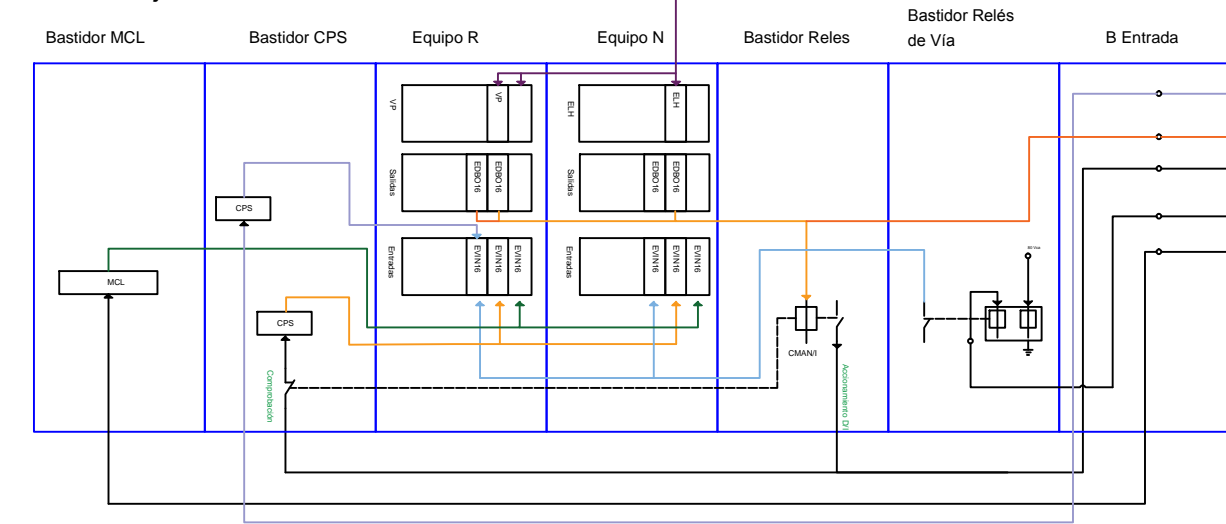 Bastidor MCL
Bastidor CPS
Equipo R
Equipo N
Bastidor Reles
Bastidor Relés
de Vía
B Entrada
VP
VP
ELH
ELH
Salidas
EDBO16
EDBO16
Salidas
EDBO16
EDBO16
CPS
Entradas
EVIN16
EVIN16
EVIN16
Entradas
EVIN16
EVIN16
EVIN16
MCL
CPS
CMAN/I
Comprobación
Accionamiento D/I